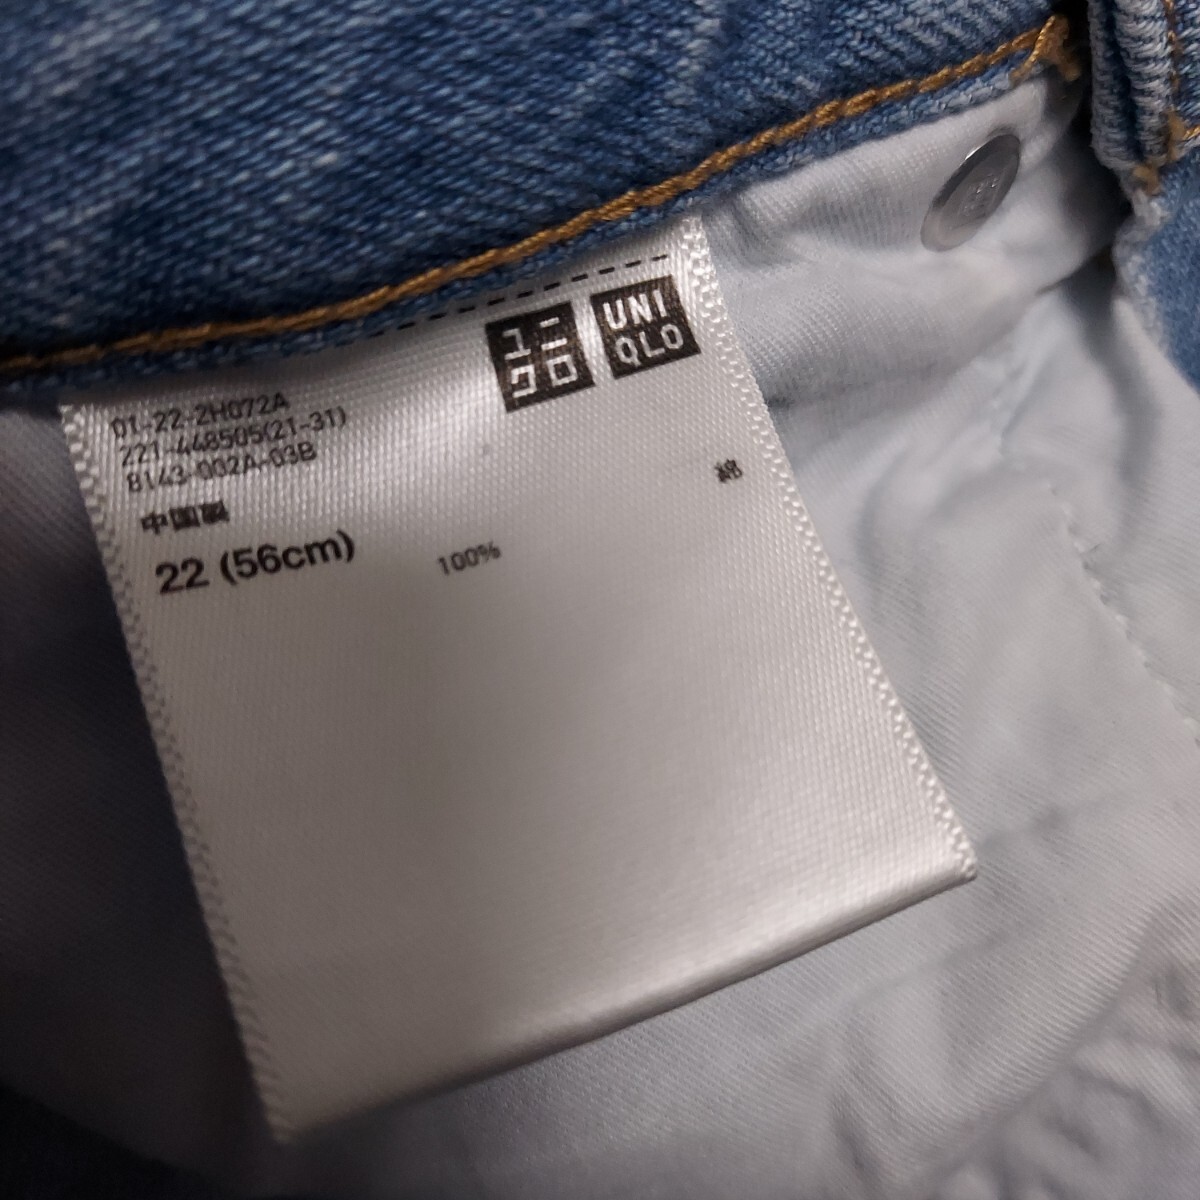 ユニ
クロ
UNI
QLO
01-22-2H072A
221-448505(21-31)
8143-002A-03B
中国製
22 (56cm)
綿
100%